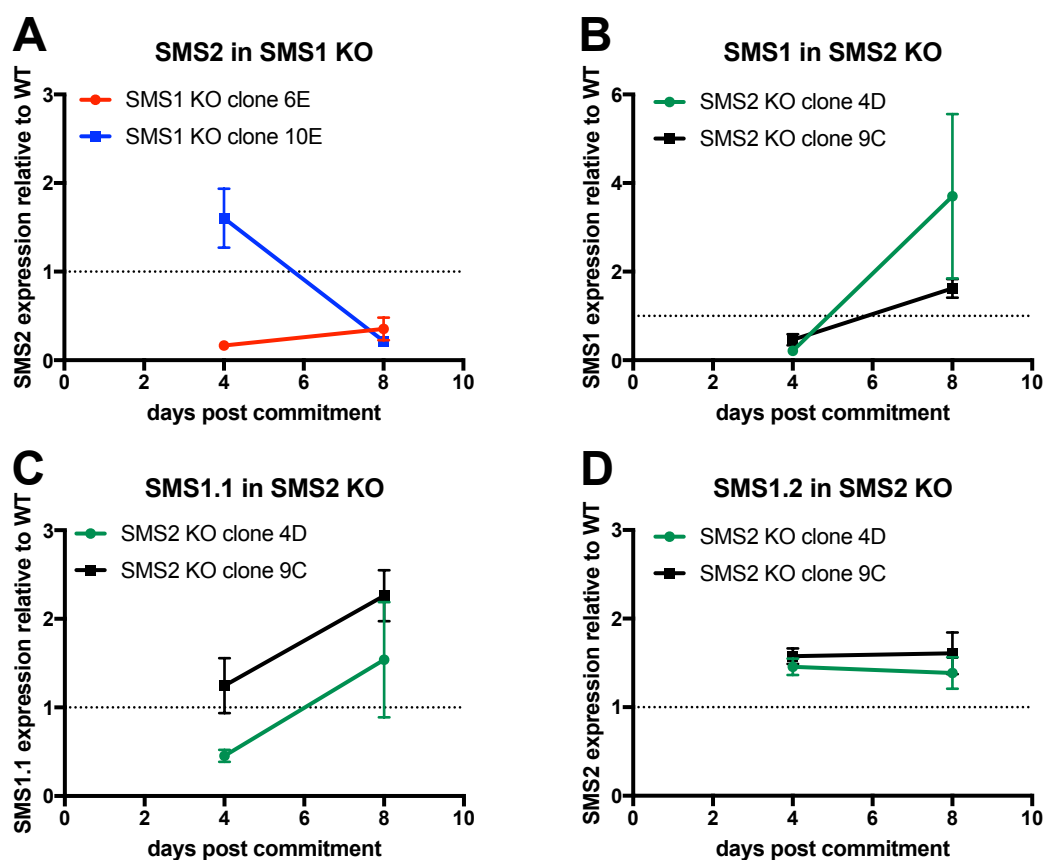 A
SMS2 in SMS1 KO
SMS2 expression relative to WT
3
2
1
0
SMS1 KO clone 6E
SMS1 KO clone 10E
0 2 4 6 8 10
days post commitment
B
SMS1 in SMS2 KO
SMS1 expression relative to WT
6
4
2
0
SMS2 KO clone 4D
SMS2 KO clone 9C
0 2 4 6 8 10
days post commitment
C
SMS1.1 in SMS2 KO
SMS1.1 expression relative to WT
3
2
1
0
SMS2 KO clone 4D
SMS2 KO clone 9C
0 2 4 6 8 10
days post commitment
D
SMS1.2 in SMS2 KO
SMS2 expression relative to WT
3
2
1
0
SMS2 KO clone 4D
SMS2 KO clone 9C
0 2 4 6 8 10
days post commitment